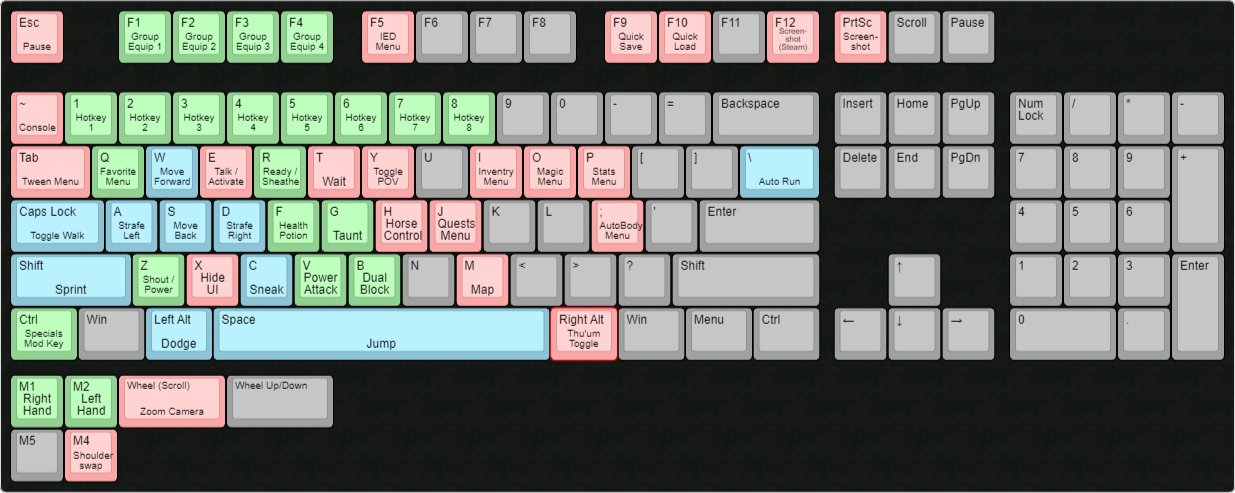 Esc
Pause
F1
Group
Equip 1
F2
Group
Equip 2
F3
Group
Equip 3
F4
Group
Equip 4
F5
IED
Menu
F6
F7
F8
F9
Quick
Save
F10
Quick
Load
F11
F12
Screen-
shot
(Steam)
PrtSc
Screen-
shot
Scroll
Pause
~
Console
1
Hotkey
1
2
Hotkey
2
3
Hotkey
3
4
Hotkey
4
5
Hotkey
5
6
Hotkey
6
7
Hotkey
7
8
Hotkey
8
9
0
-
=
Backspace
Insert
Home
PgUp
Num
Lock
/
*
-
Tab
Tween Menu
Q
Favorite
Menu
W
Move
Forward
E
Talk /
Activate
R
Ready /
Sheathe
T
Wait
Y
Toggle
POV
U
I
Inventry
Menu
O
Magic
Menu
P
Stats
Menu
[
]
\
Auto Run
Delete
End
PgDn
7
8
9
+
Caps Lock
Toggle Walk
A
Strafe
Left
S
Move
Back
D
Strafe
Right
F
Health
Potion
G
Taunt
H
Horse
Control
J
Quests
Menu
K
L
;
AutoBody
Menu
'
Enter
4
5
6
Shift
Sprint
Z
Shout /
Power
X
Hide
UI
C
Sneak
V
Power
Attack
B
Dual
Block
N
M
Map
<
>
?
Shift
↑
1
2
3
Enter
Ctrl
Specials
Mod Key
Win
Left Alt
Dodge
Space
Jump
Right Alt
Thu'um
Toggle
Win
Menu
Ctrl
←
↓
→
0
.
M1
Right
Hand
M2
Left
Hand
Wheel (Scroll)
Zoom Camera
Wheel Up/Down
M5
M4
Shoulder
swap